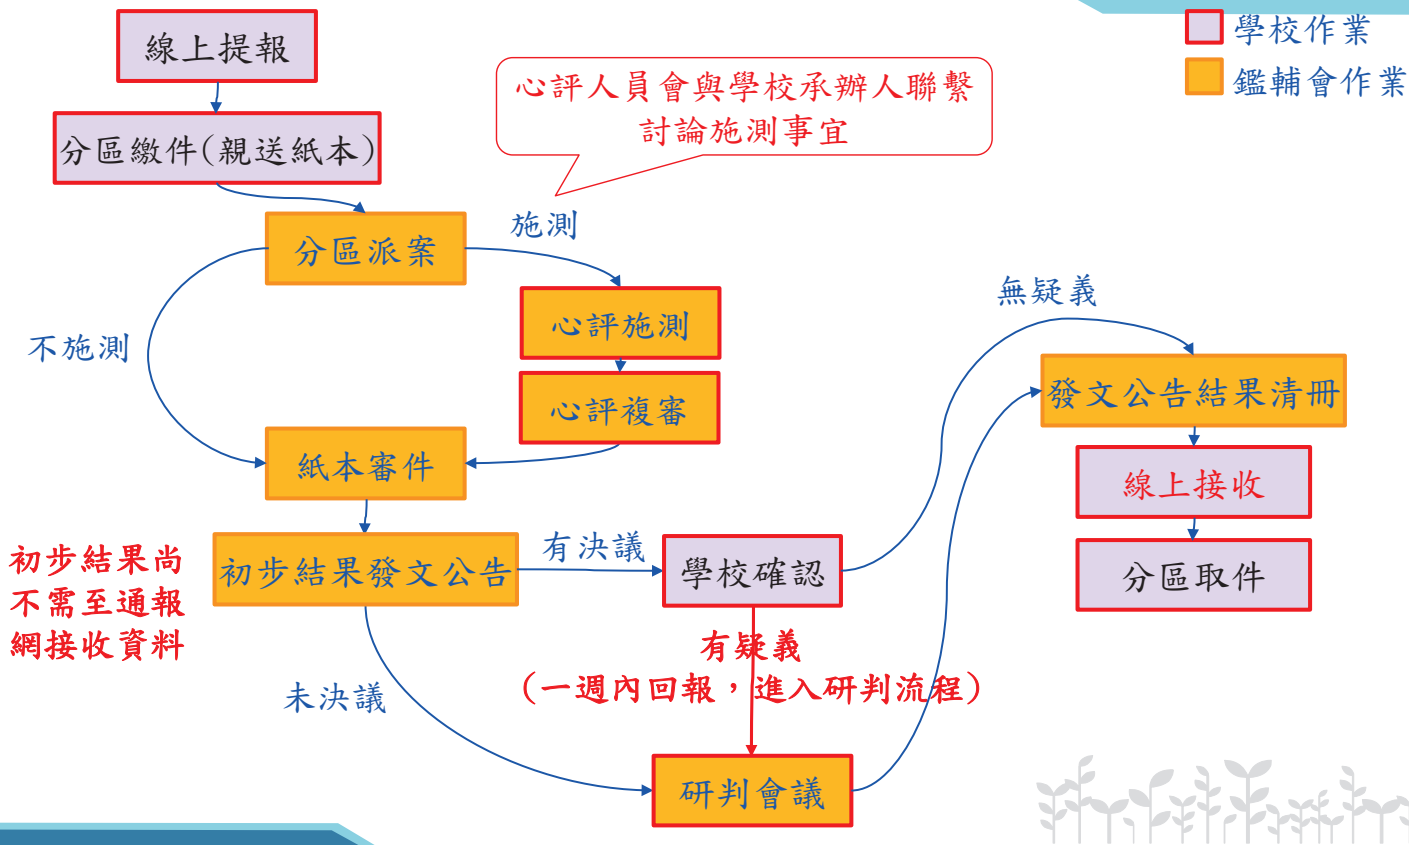 線上提報
學校作業
鑑輔會作業
心評人員會與學校承辦人聯繫
討論施測事宜
分區繳件(親送紙本)
施測
分區派案
不施測
心評施測
心評複審
紙本審件
初步結果發文公告
初步結果尚
不需至通報
網接收資料
有決議
學校確認
無疑義
發文公告結果清冊
線上接收
分區取件
有疑義
(一週內回報,進入研判流程)
未決議
研判會議